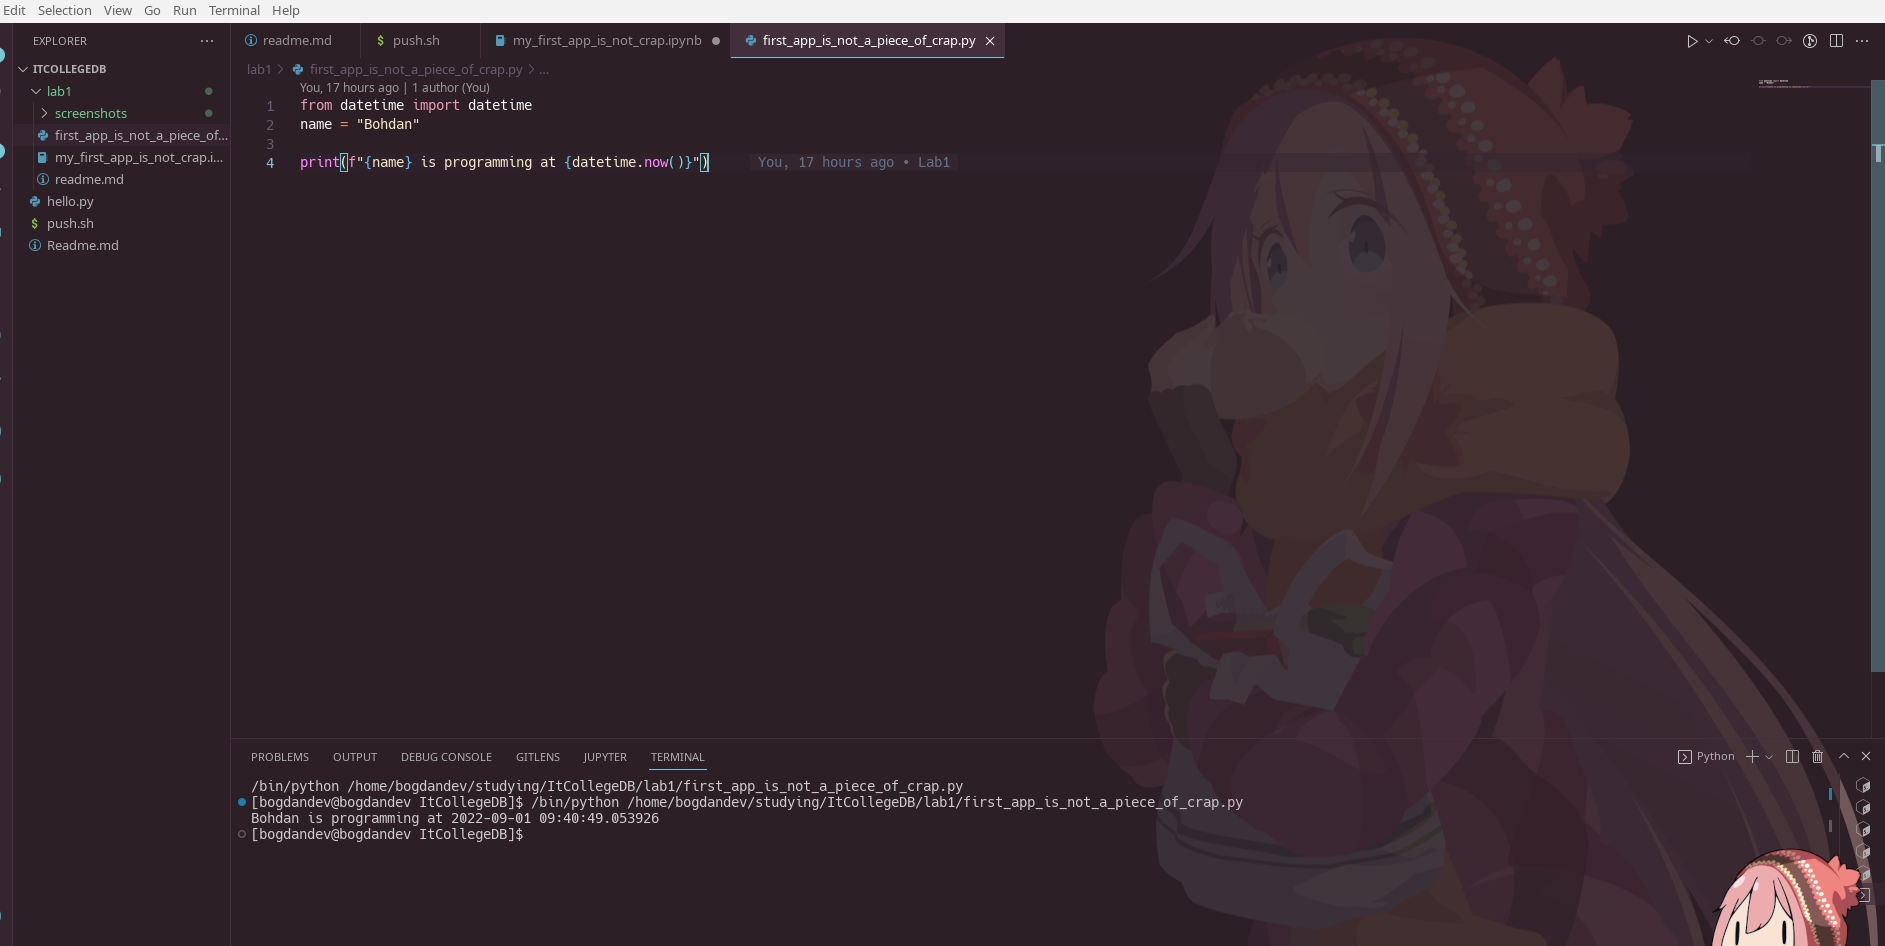 Edit Selection View Go Run Terminal Help
EXPLORER ···
readme.md
$ push.sh
my_first_app_is_not_crap.ipynb
first_app_is_not_a_piece_of_crap.py
ITCOLLEGEDB
lab1
screenshots
first_app_is_not_a_piece_of...
my_first_app_is_not_crap.i...
readme.md
hello.py
$ push.sh
Readme.md
lab1 > first_app_is_not_a_piece_of_crap.py > ...
You, 17 hours ago | 1 author (You)
1 from datetime import datetime
2 name = "Bohdan"
3
4 print(f"{name} is programming at {datetime.now()}") You, 17 hours ago • Lab1
PROBLEMS OUTPUT DEBUG CONSOLE GITLENS JUPYTER TERMINAL
Python
/bin/python /home/bogdandev/studying/ItCollegeDB/lab1/first_app_is_not_a_piece_of_crap.py
[bogdandev@bogdandev ItCollegeDB]$ /bin/python /home/bogdandev/studying/ItCollegeDB/lab1/first_app_is_not_a_piece_of_crap.py
Bohdan is programming at 2022-09-01 09:40:49.053926
[bogdandev@bogdandev ItCollegeDB]$